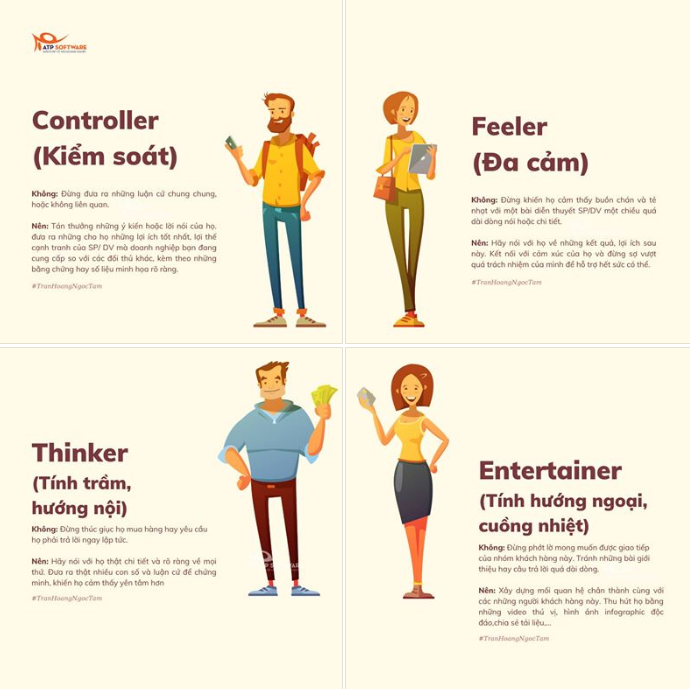 ATP SOFTWARE
Controller
(Kiểm soát)
Không: Đừng đưa ra những luận cứ chung chung,
hoặc không liên quan.
Nên: Tán thưởng những ý kiến hoặc lời nói của họ.
đưa ra những cho họ những lợi ích tốt nhất, lợi thế
cạnh tranh của SP/ DV mà doanh nghiệp bạn đang
cung cấp so với các đối thủ khác, kèm theo những
bằng chứng hay số liệu minh họa rõ ràng.
#TranHoangNgocTam
Feeler
(Đa cảm)
Không: Đừng khiến họ cảm thấy buồn chán và tẻ
nhạt với một bài diễn thuyết SP/DV một chiều quá
dài dòng nói hoặc chi tiết.
Nên: Hãy nói với họ về những kết quả, lợi ích sau
này. Kết nối với cảm xúc của họ và đừng sợ vượt
quá trách nhiệm của mình để hỗ trợ hết sức có thể.
#TranHoangNgocTam
Thinker
(Tính trầm,
hướng nội)
Không: Đừng thúc giục họ mua hàng hay yêu cầu
họ phải trả lời ngay lập tức.
Nên: Hãy nói với họ thật chi tiết và rõ ràng về mọi
thứ. Đưa ra thật nhiều con số và luận cứ để chứng
minh, khiến họ cảm thấy yên tâm hơn
#TranHoangNgocTam
Entertainer
(Tính hướng ngoại,
cuồng nhiệt)
Không: Đừng phớt lờ mong muốn được giao tiếp
của nhóm khách hàng này. Tránh những bài giới
thiệu hay câu trả lời quá dài dòng.
Nên: Xây dựng mối quan hệ chân thành cùng với
các những người khách hàng này. Thu hút họ bằng
những video thú vị, hình ảnh infographic độc
đáo,chia sẻ tài liệu,...
#TranHoangNgocTam